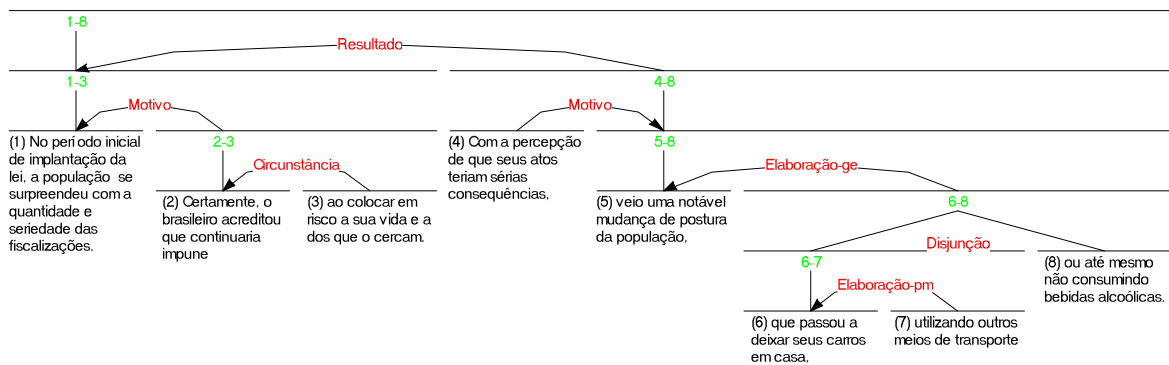 1-8
Resultado
1-3
4-8
Motivo
Motivo
(1) No período inicial
de implantação da
lei, a população  se
surpreendeu com a
quantidade e
seriedade das
fiscalizações.
2-3
(4) Com a percepção
de que seus atos
teriam sérias
consequências,
5-8
Circunstância
Elaboração-ge
(2) Certamente, o
brasileiro acreditou
que continuaria
impune
(3) ao colocar em
risco a sua vida e a
dos que o cercam.
(5) veio uma notável
mudança de postura
da população,
6-8
Disjunção
6-7
(8) ou até mesmo
não consumindo
bebidas alcoólicas.
Elaboração-pm
(6) que passou a
deixar seus carros
em casa,
(7) utilizando outros
meios de transporte